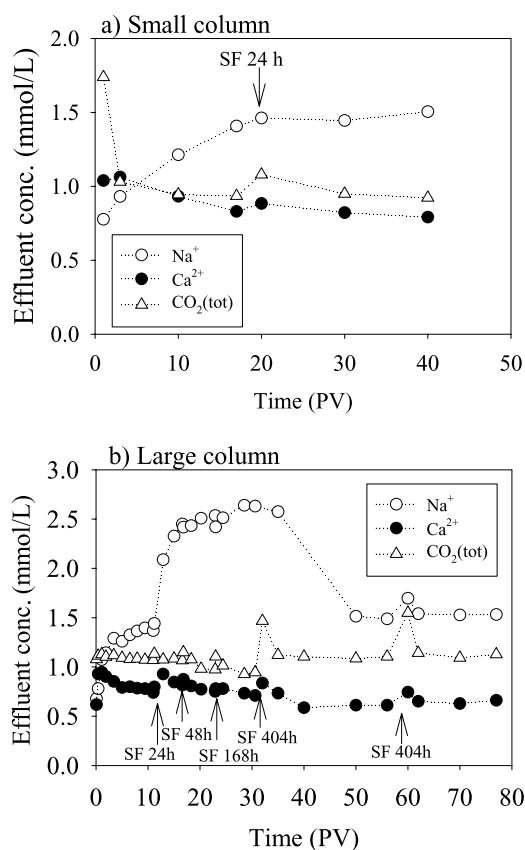 a) Small column
2.0
SF 24 h
1.5
1.0
0.5
0.0
Effluent conc. (mmol/L)
Na⁺
Ca²⁺
CO₂(tot)
0 10 20 30 40 50
Time (PV)
b) Large column
3.0
2.5
2.0
1.5
1.0
0.5
0.0
Effluent conc. (mmol/L)
Na⁺
Ca²⁺
CO₂(tot)
SF 24h
SF 48h
SF 168h
SF 404h
SF 404h
0 10 20 30 40 50 60 70 80
Time (PV)